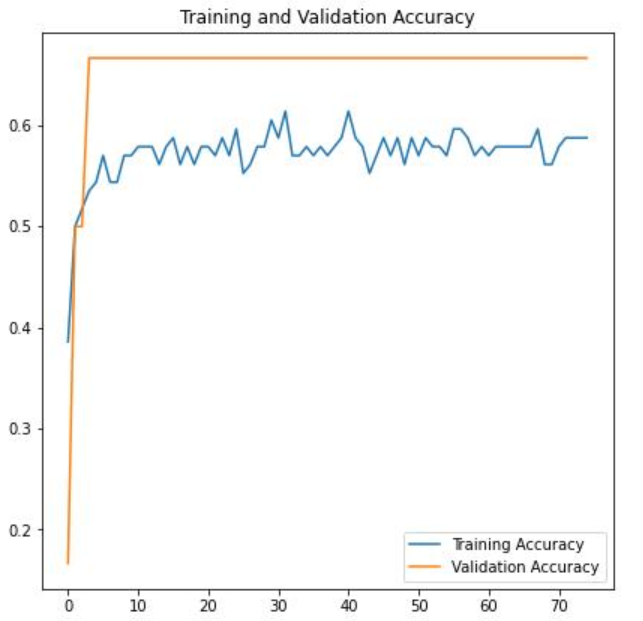 Training and Validation Accuracy
0.6
0.5
0.4
0.3
0.2
Training Accuracy
Validation Accuracy
0 10 20 30 40 50 60 70